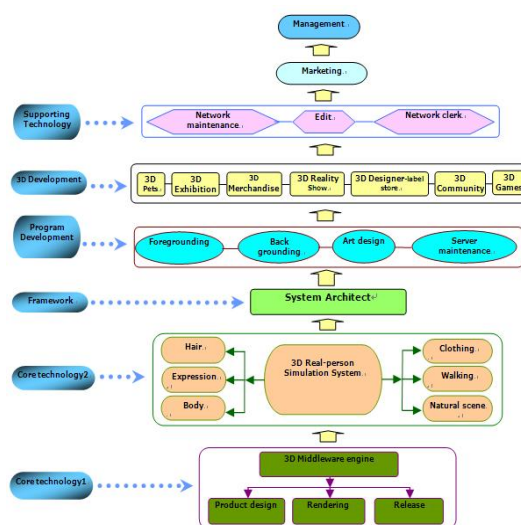 Management
Marketing
Supporting
Technology
Network
maintenance
Edit
Network clerk
3D Development
3D
Pets
3D
Exhibition
3D
Merchandise
3D Reality
Show
3D Designer-label
store
3D
Community
3D
Games
Program
Development
Foregrounding
Back
grounding
Art design
Server
maintenance
Framework
System Architect
Core technology2
Hair
Expression
Body
3D Real-person
Simulation System
Clothing
Walking
Natural scene
Core technology1
3D Middleware engine
Product design
Rendering
Release